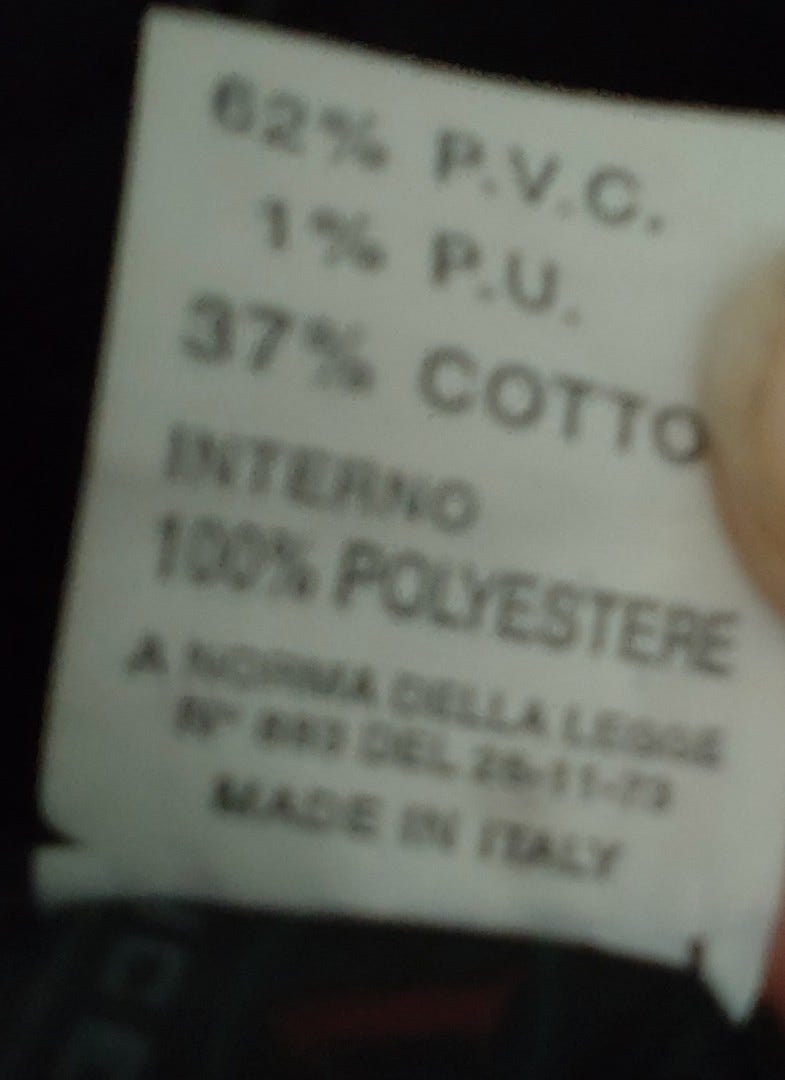 62% P.V.C.
1% P.U.
37% COTTO
INTERNO
100% POLYESTERE
A NORMA DELLA LEGGE
N° 883 DEL 26-11-73
MADE IN ITALY